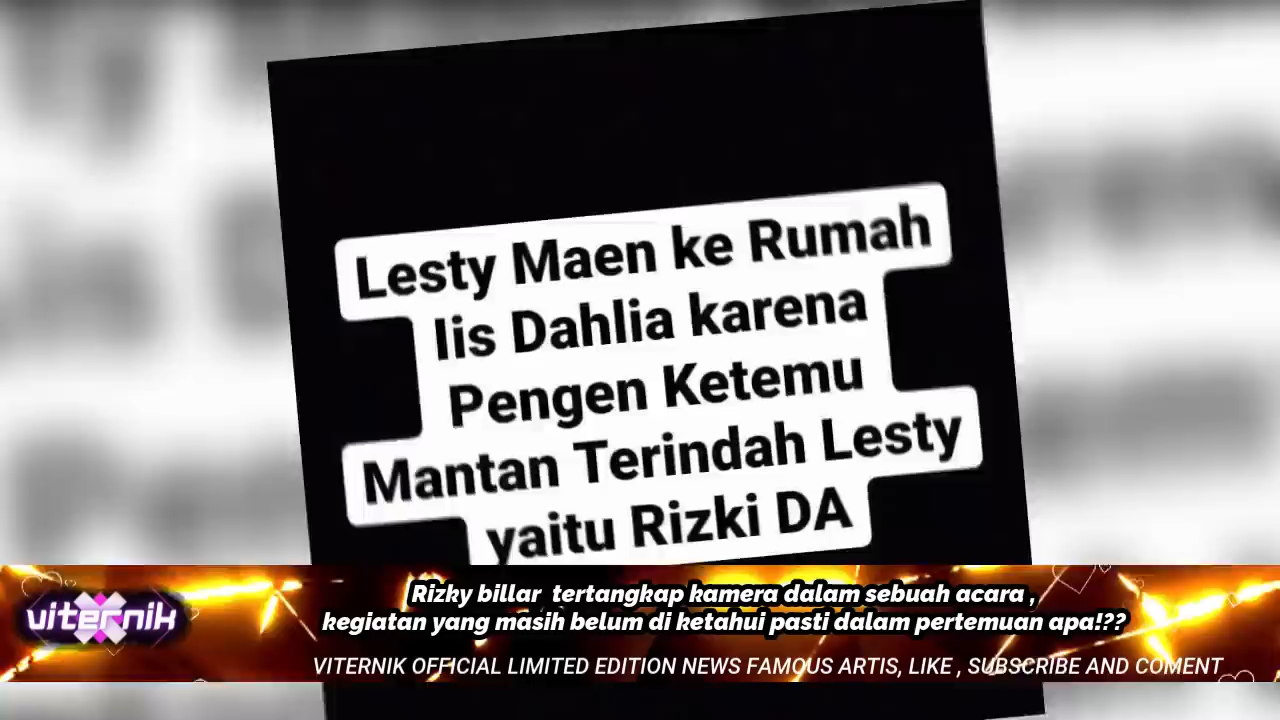 Lesty Maen ke Rumah
Iis Dahlia karena
Pengen Ketemu
Mantan Terindah Lesty
yaitu Rizki DA
Rizky billar tertangkap kamera dalam sebuah acara ,
kegiatan yang masih belum di ketahui pasti dalam pertemuan apa!??
viternik
VITERNIK OFFICIAL LIMITED EDITION NEWS FAMOUS ARTIS, LIKE , SUBSCRIBE AND COMENT